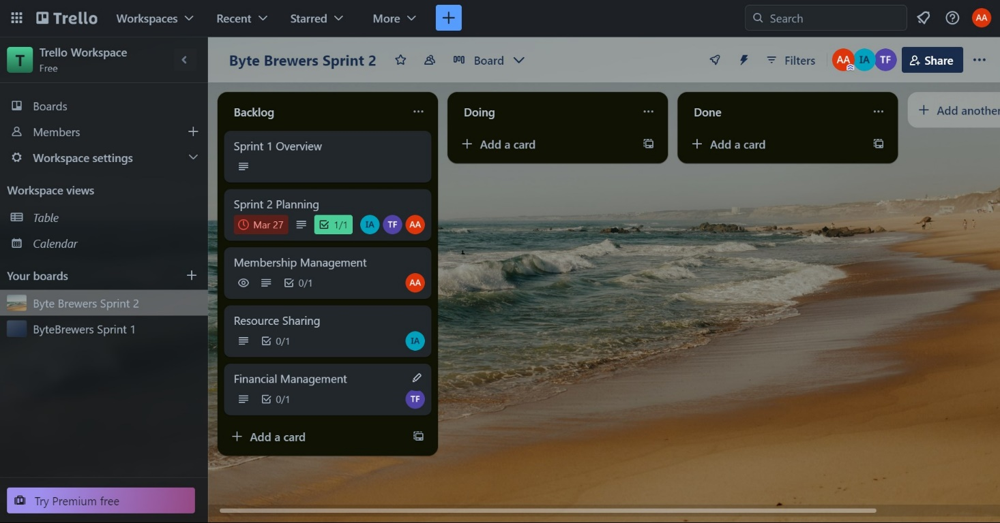 Trello Workspaces Recent Starred More Search AA
T Trello Workspace
Free
Byte Brewers Sprint 2 Board Filters AA IA TF Share
Boards
Members
Workspace settings
Workspace views
Table
Calendar
Your boards
Byte Brewers Sprint 2
ByteBrewers Sprint 1
Try Premium free
Backlog
Sprint 1 Overview
Sprint 2 Planning
Mar 27 1/1 IA TF AA
Membership Management
0/1 AA
Resource Sharing
0/1 IA
Financial Management
0/1 TF
Add a card
Doing
Add a card
Done
Add a card
Add another